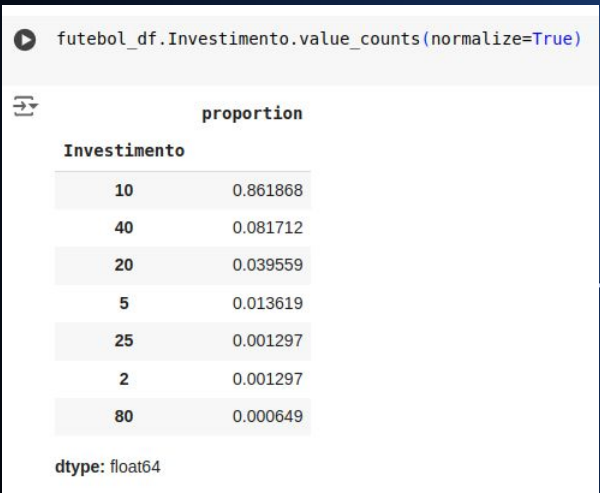 futebol_df.Investimento.value_counts(normalize=True)
proportion
Investimento
10 0.861868
40 0.081712
20 0.039559
5 0.013619
25 0.001297
2 0.001297
80 0.000649
dtype: float64